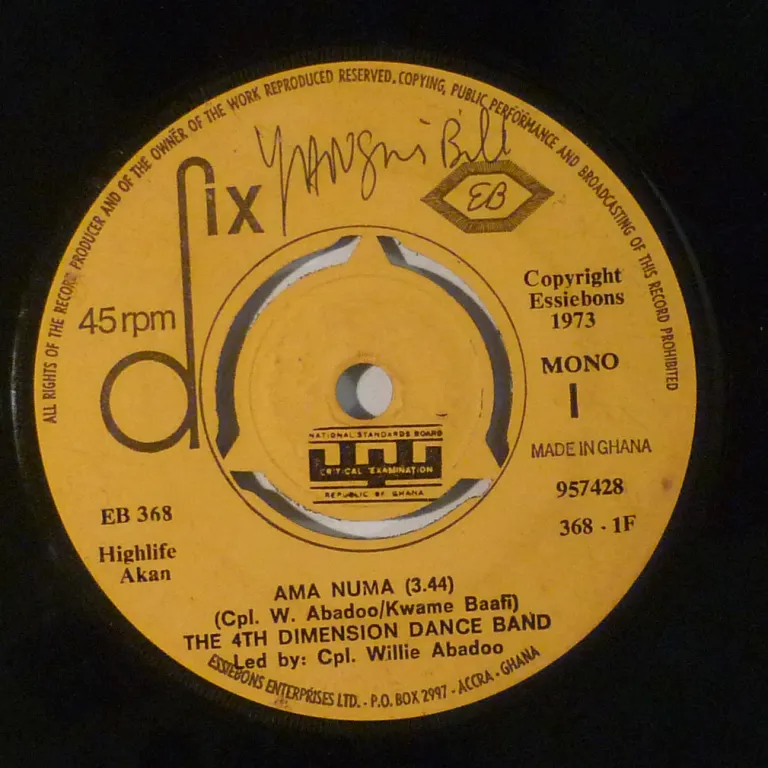 ALL RIGHTS OF THE RECORD PRODUCER AND OF THE OWNER OF THE WORK REPRODUCED RESERVED. COPYING, PUBLIC PERFORMANCE AND BROADCASTING OF THIS RECORD PROHIBITED
dix
EB
45 rpm
Copyright
Essiebons
1973
MONO
1
MADE IN GHANA
957428
368 - 1F
NATIONAL STANDARDS BOARD
CRITICAL EXAMINATION
REPUBLIC OF GHANA
EB 368
Highlife
Akan
AMA NUMA (3.44)
(Cpl. W. Abadoo/Kwame Baafi)
THE 4TH DIMENSION DANCE BAND
Led by: Cpl. Willie Abadoo
ESSIEBONS ENTERPRISES LTD. - P.O. BOX 2997 - ACCRA - GHANA